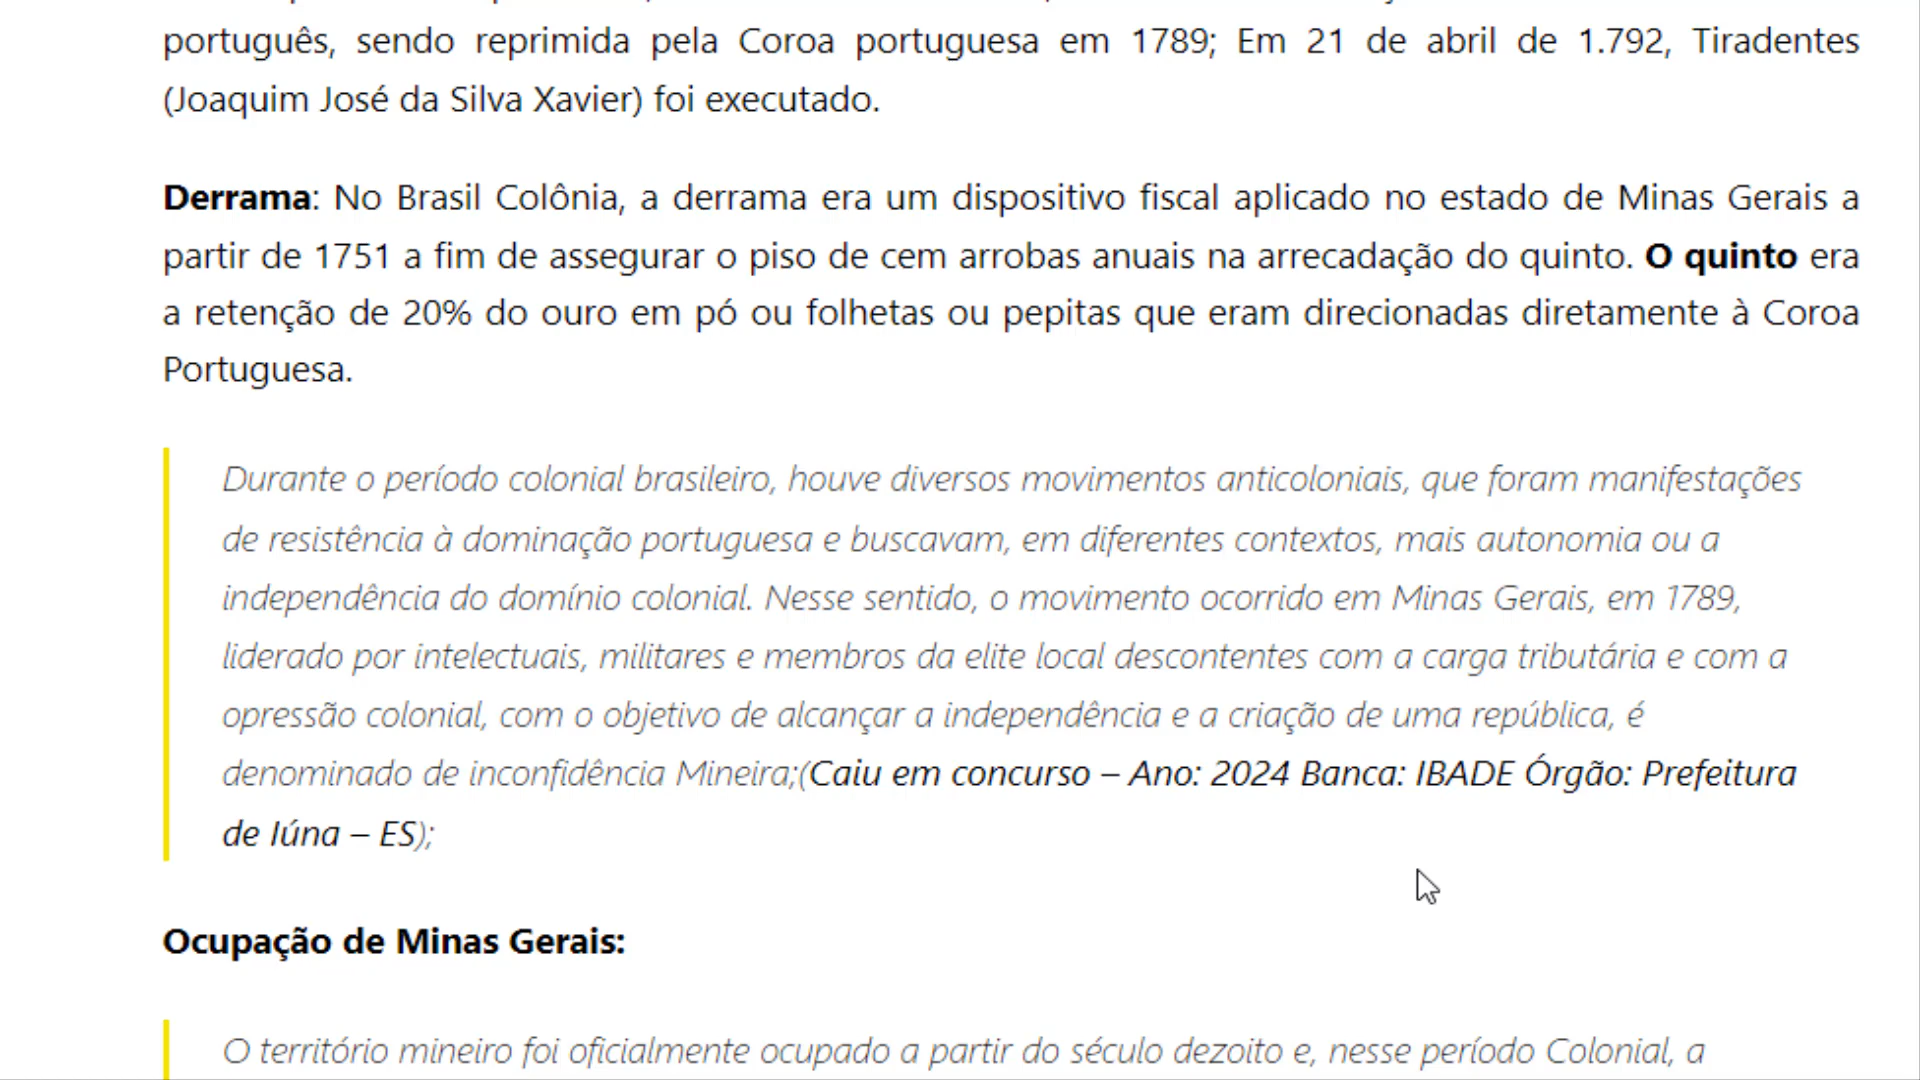 português, sendo reprimida pela Coroa portuguesa em 1789; Em 21 de abril de 1.792, Tiradentes
(Joaquim José da Silva Xavier) foi executado.
Derrama: No Brasil Colônia, a derrama era um dispositivo fiscal aplicado no estado de Minas Gerais a
partir de 1751 a fim de assegurar o piso de cem arrobas anuais na arrecadação do quinto. O quinto era
a retenção de 20% do ouro em pó ou folhetas ou pepitas que eram direcionadas diretamente à Coroa
Portuguesa.
Durante o período colonial brasileiro, houve diversos movimentos anticoloniais, que foram manifestações
de resistência à dominação portuguesa e buscavam, em diferentes contextos, mais autonomia ou a
independência do domínio colonial. Nesse sentido, o movimento ocorrido em Minas Gerais, em 1789,
liderado por intelectuais, militares e membros da elite local descontentes com a carga tributária e com a
opressão colonial, com o objetivo de alcançar a independência e a criação de uma república, é
denominado de inconfidência Mineira;(Caiu em concurso – Ano: 2024 Banca: IBADE Órgão: Prefeitura
de Iúna – ES);
Ocupação de Minas Gerais:
O território mineiro foi oficialmente ocupado a partir do século dezoito e, nesse período Colonial, a